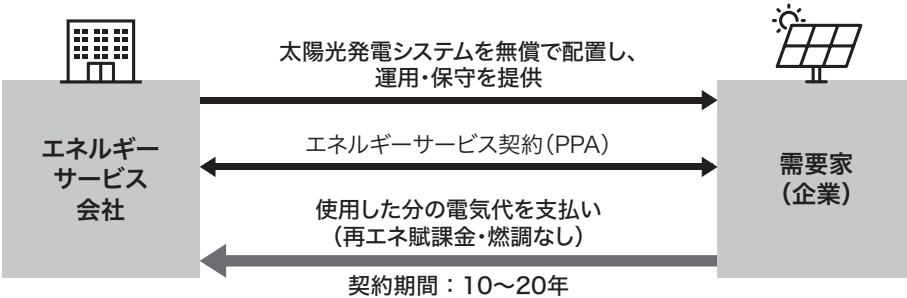 太陽光発電システムを無償で配置し、
運用・保守を提供
エネルギー
サービス
会社
エネルギーサービス契約(PPA)
需要家
(企業)
使用した分の電気代を支払い
(再エネ賦課金・燃調なし)
契約期間:10〜20年